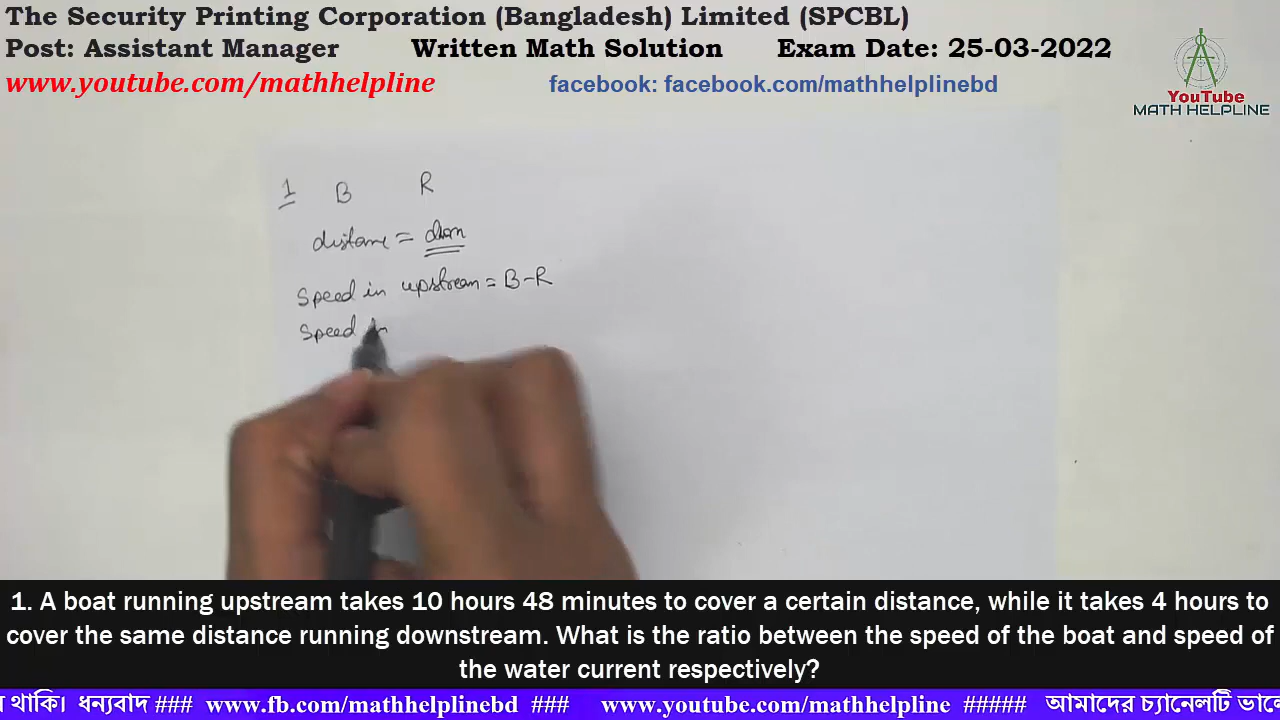 The Security Printing Corporation (Bangladesh) Limited (SPCBL)
Post: Assistant Manager Written Math Solution Exam Date: 25-03-2022
www.youtube.com/mathhelpline facebook: facebook.com/mathhelplinebd
YouTube
MATH HELPLINE
1 B R
distane =
Speed in upstream = B-R
Speed in
1. A boat running upstream takes 10 hours 48 minutes to cover a certain distance, while it takes 4 hours to
cover the same distance running downstream. What is the ratio between the speed of the boat and speed of
the water current respectively?
থাকি। ধন্যবাদ ### www.fb.com/mathhelplinebd ### www.youtube.com/mathhelpline ##### আমাদের চ্যানেলটি